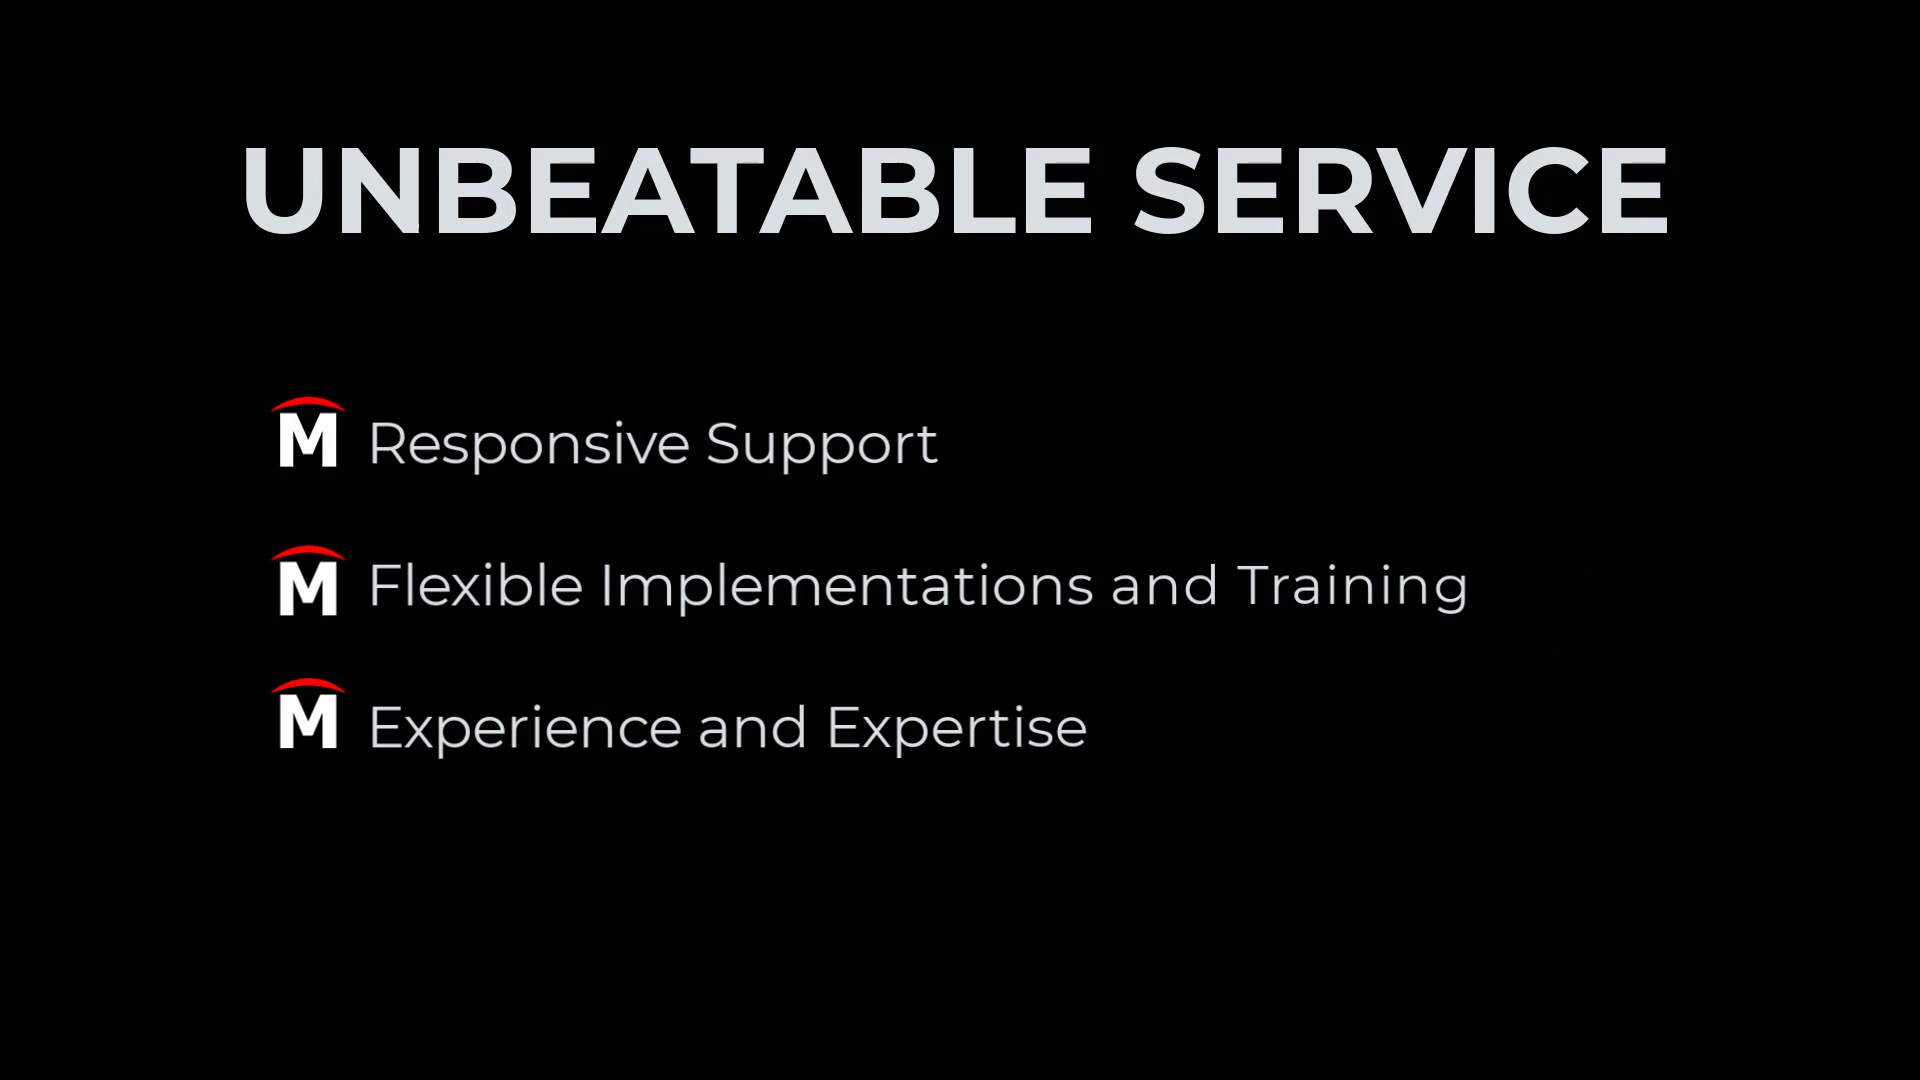 UNBEATABLE SERVICE
M Responsive Support
M Flexible Implementations and Training
M Experience and Expertise